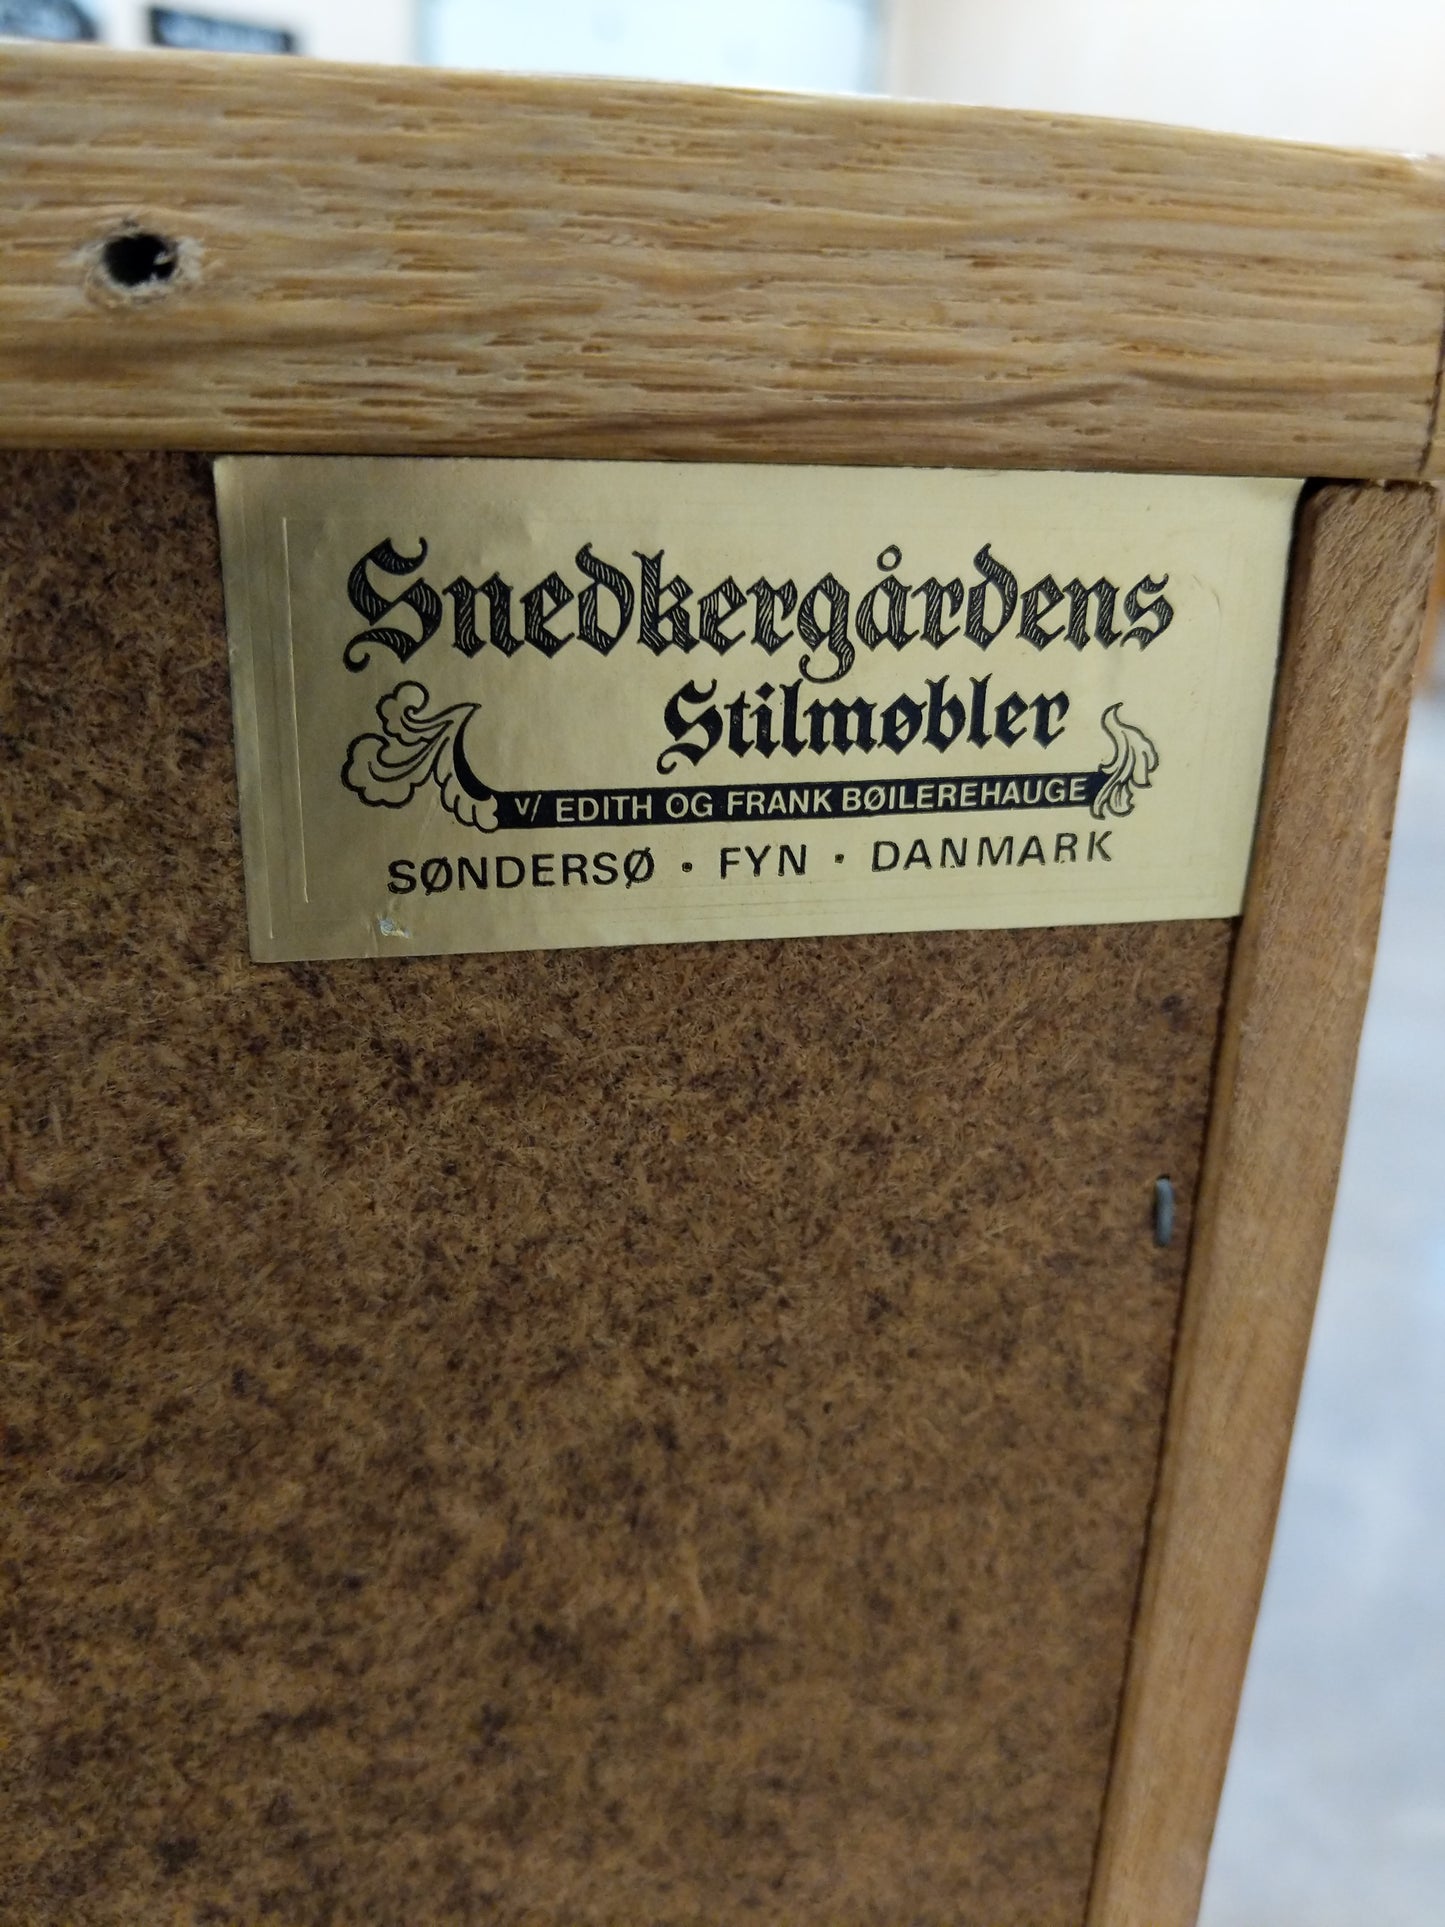 Snedkergårdens
Stilmøbler
v/ EDITH OG FRANK BØILEREHAUGE
SØNDERSØ · FYN · DANMARK